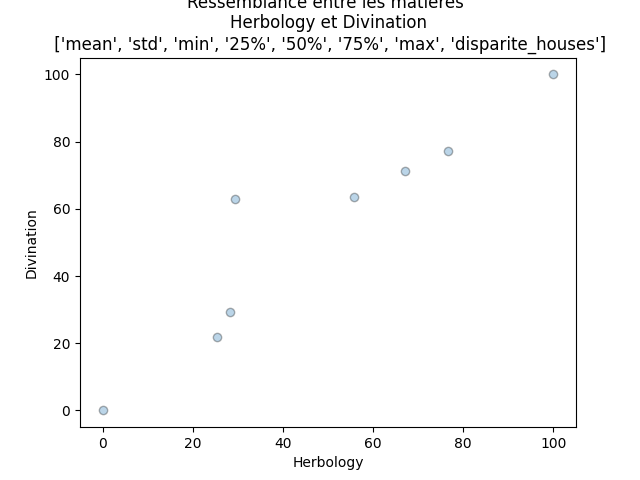 Ressemblance entre les matières
Herbology et Divination
['mean', 'std', 'min', '25%', '50%', '75%', 'max', 'disparite_houses']
100
80
60
40
20
0
Divination
0 20 40 60 80 100
Herbology